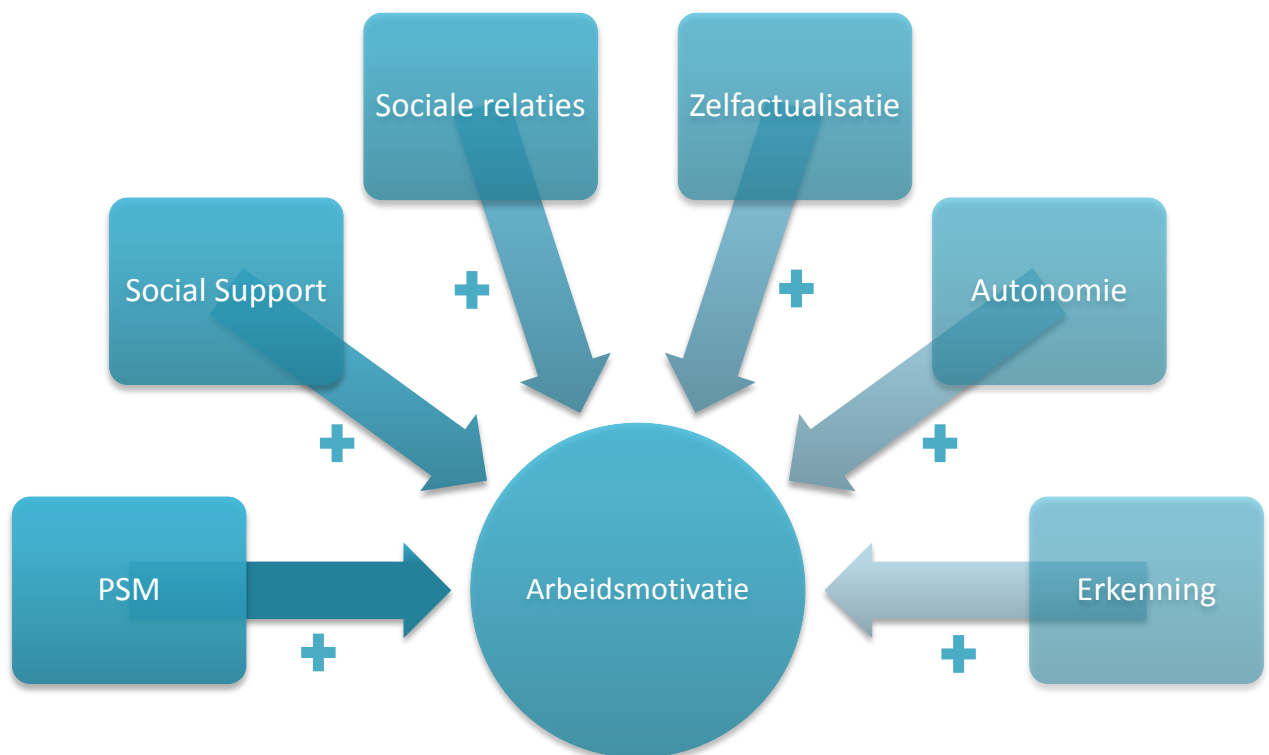 Sociale relaties
Zelfactualisatie
Social Support
Autonomie
PSM
Arbeidsmotivatie
Erkenning